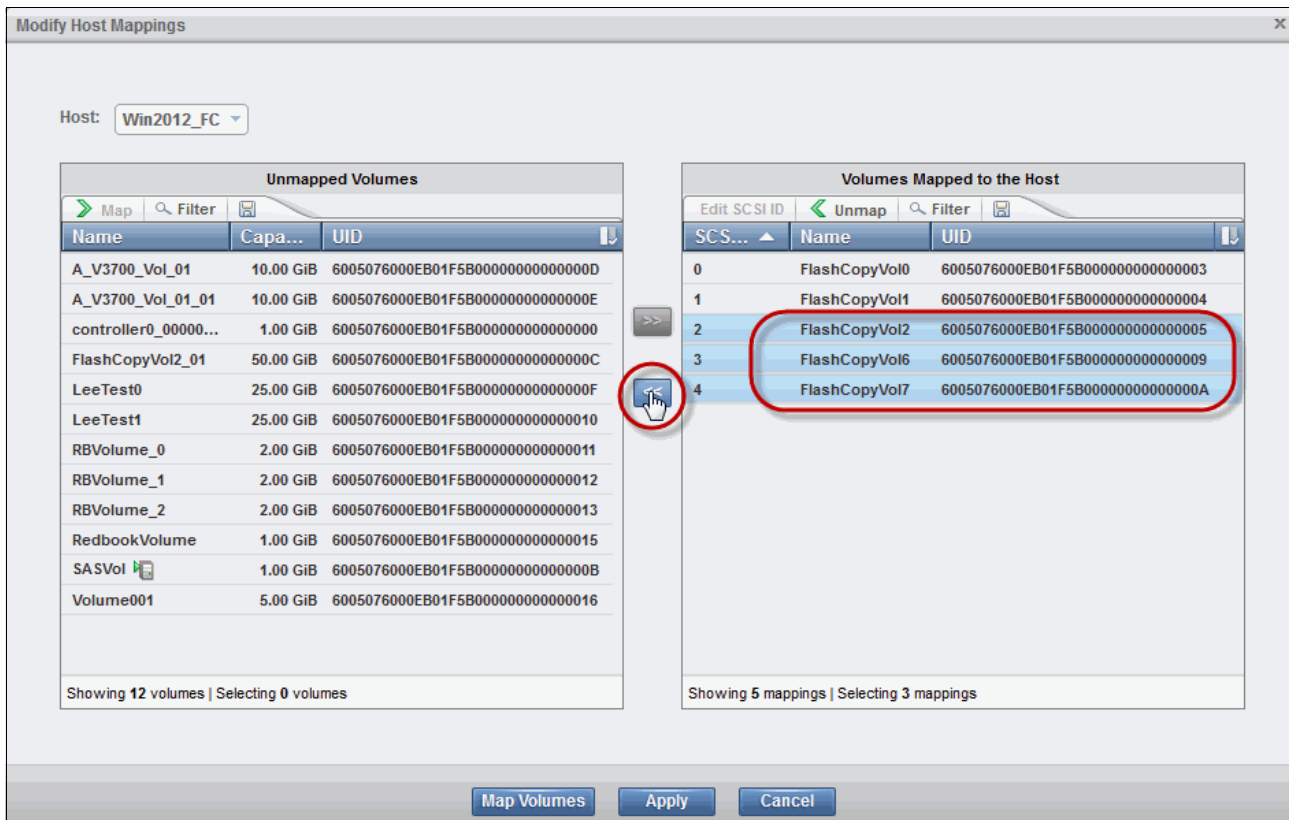 Modify Host Mappings x
Host: Win2012_FC
Unmapped Volumes
Map Filter
Name Capa... UID
A_V3700_Vol_01 10.00 GiB 6005076000EB01F5B00000000000000D
A_V3700_Vol_01_01 10.00 GiB 6005076000EB01F5B00000000000000E
controller0_00000... 1.00 GiB 6005076000EB01F5B000000000000000
FlashCopyVol2_01 50.00 GiB 6005076000EB01F5B00000000000000C
LeeTest0 25.00 GiB 6005076000EB01F5B00000000000000F
LeeTest1 25.00 GiB 6005076000EB01F5B000000000000010
RBVolume_0 2.00 GiB 6005076000EB01F5B000000000000011
RBVolume_1 2.00 GiB 6005076000EB01F5B000000000000012
RBVolume_2 2.00 GiB 6005076000EB01F5B000000000000013
RedbookVolume 1.00 GiB 6005076000EB01F5B000000000000015
SASVol 1.00 GiB 6005076000EB01F5B00000000000000B
Volume001 5.00 GiB 6005076000EB01F5B000000000000016
Showing 12 volumes | Selecting 0 volumes
>>
<<
Volumes Mapped to the Host
Edit SCSI ID Unmap Filter
SCS... Name UID
0 FlashCopyVol0 6005076000EB01F5B000000000000003
1 FlashCopyVol1 6005076000EB01F5B000000000000004
2 FlashCopyVol2 6005076000EB01F5B000000000000005
3 FlashCopyVol6 6005076000EB01F5B000000000000009
4 FlashCopyVol7 6005076000EB01F5B00000000000000A
Showing 5 mappings | Selecting 3 mappings
Map Volumes Apply Cancel